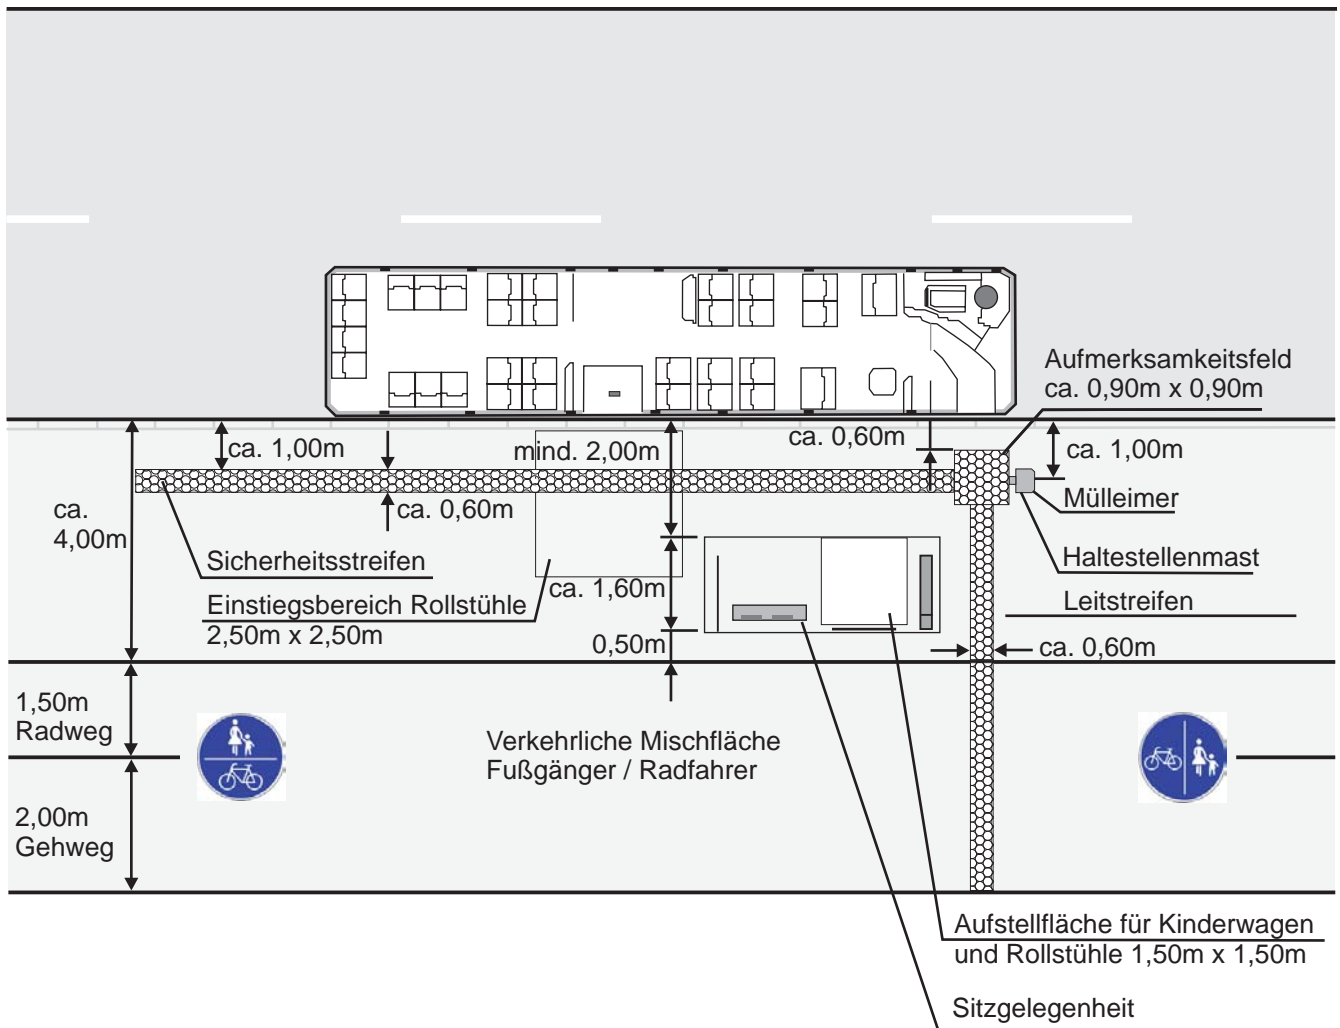 Aufmerksamkeitsfeld
ca. 0,90m x 0,90m
ca. 1,00m
mind. 2,00m
ca. 0,60m
ca. 1,00m
Mülleimer
ca.
4,00m
ca. 0,60m
Sicherheitsstreifen
Haltestellenmast
Einstiegsbereich Rollstühle
2,50m x 2,50m
ca. 1,60m
Leitstreifen
0,50m
ca. 0,60m
1,50m
Radweg
Verkehrliche Mischfläche
Fußgänger / Radfahrer
2,00m
Gehweg
Aufstellfläche für Kinderwagen
und Rollstühle 1,50m x 1,50m
Sitzgelegenheit